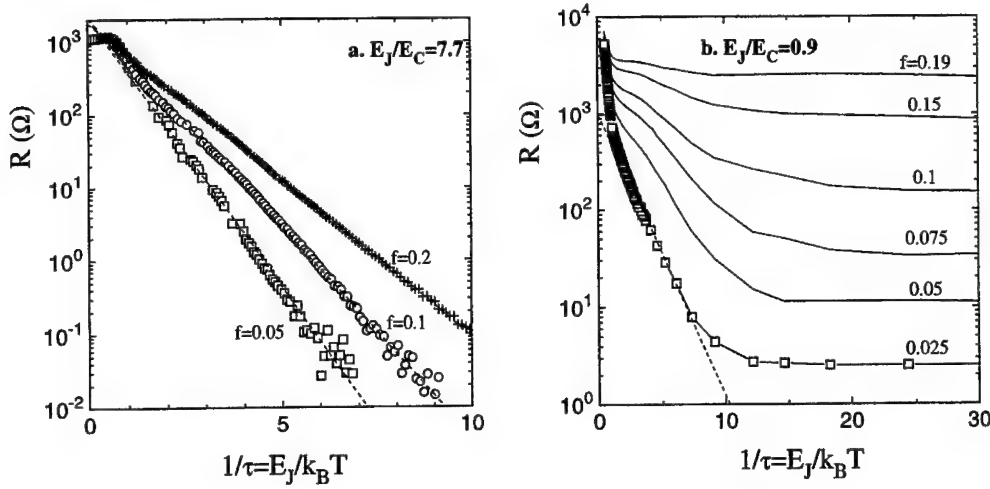 a. E_J/E_C=7.7
R (Ω)
10^3
10^2
10^1
10^0
10^-1
10^-2
f=0.2
f=0.1
f=0.05
0
5
10
1/τ=E_J/k_BT
b. E_J/E_C=0.9
R (Ω)
10^4
10^3
10^2
10^1
10^0
f=0.19
0.15
0.1
0.075
0.05
0.025
0
10
20
30
1/τ=E_J/k_BT